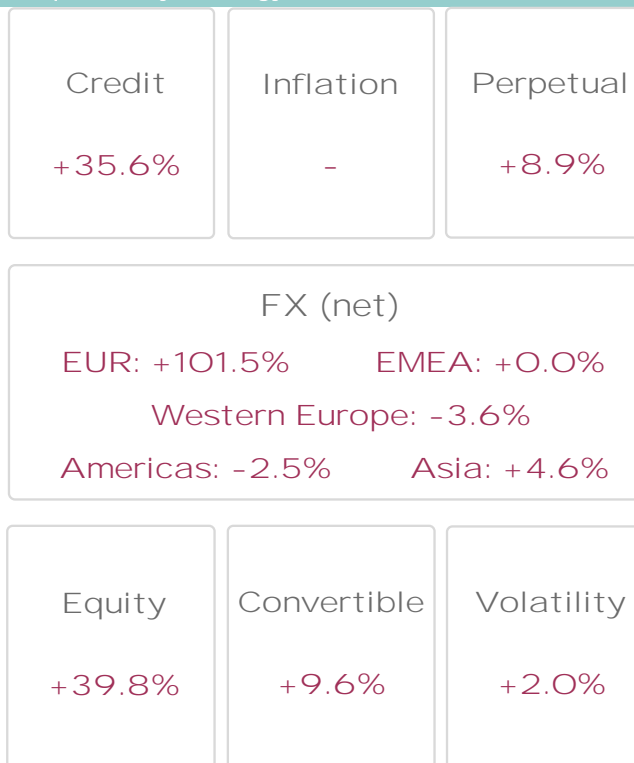 Credit Inflation Perpetual
+35.6% - +8.9%
FX (net)
EUR: +101.5% EMEA: +0.0%
Western Europe: -3.6%
Americas: -2.5% Asia: +4.6%
Equity Convertible Volatility
+39.8% +9.6% +2.0%